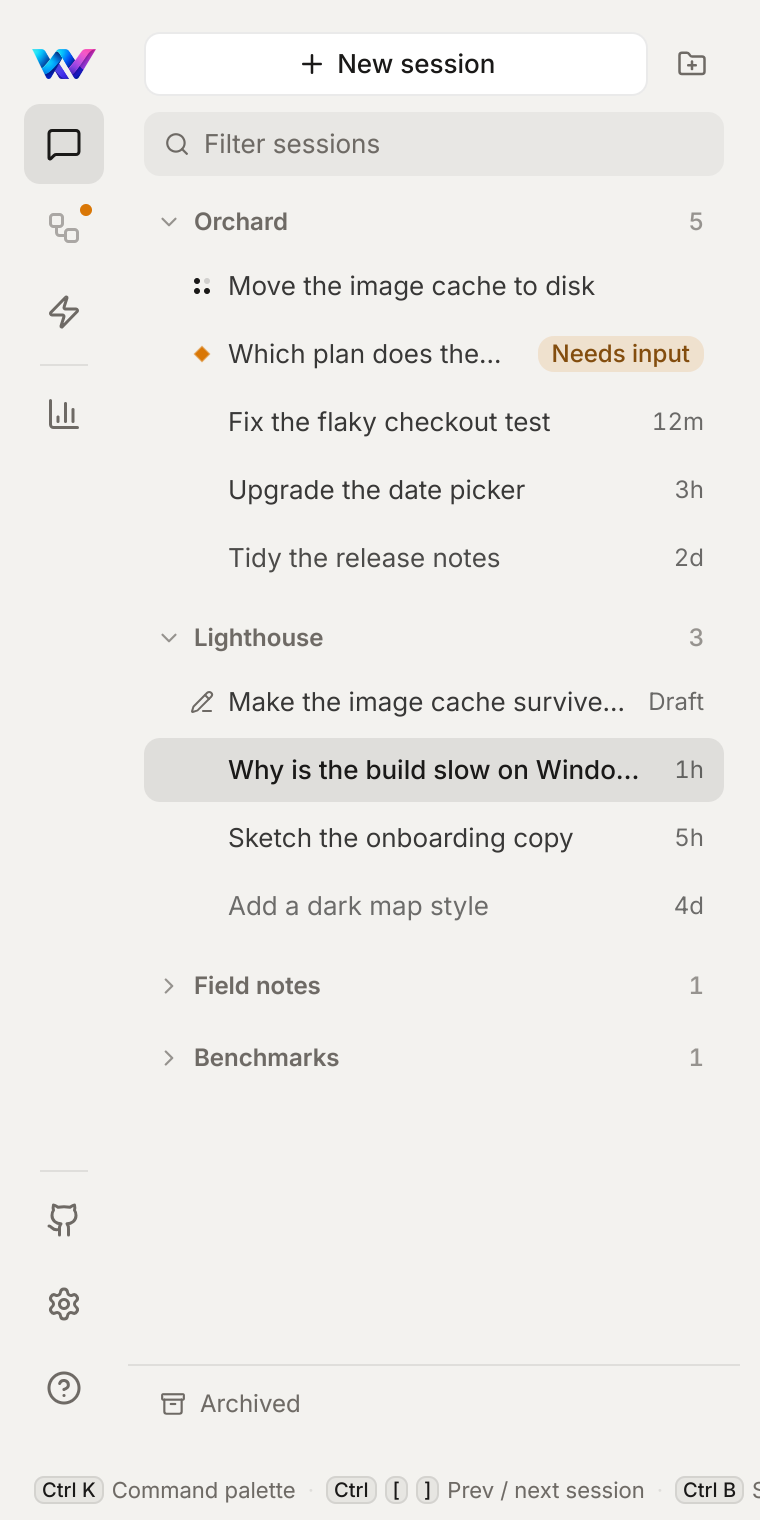 New session
Filter sessions
Orchard 5
Move the image cache to disk
Which plan does the... Needs input
Fix the flaky checkout test 12m
Upgrade the date picker 3h
Tidy the release notes 2d
Lighthouse 3
Make the image cache survive... Draft
Why is the build slow on Windo... 1h
Sketch the onboarding copy 5h
Add a dark map style 4d
Field notes 1
Benchmarks 1
Archived
Ctrl K Command palette · Ctrl [ ] Prev / next session · Ctrl B